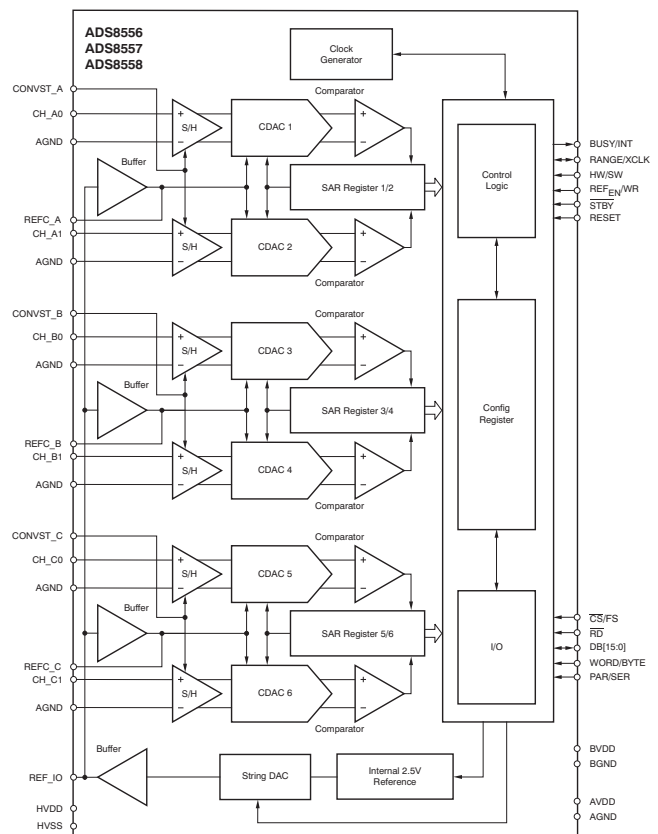 ADS8556
ADS8557
ADS8558
Clock
Generator
CONVST_A
Comparator
CH_A0
+
S/H
CDAC 1
+
AGND
−
−
BUSY/INT
Control
Logic
RANGE/XCLK
Buffer
SAR Register 1/2
HW/SW
REFEN/WR
STBY
RESET
REFC_A
CH_A1
+
S/H
CDAC 2
+
AGND
−
−
Comparator
CONVST_B
Comparator
CH_B0
+
S/H
CDAC 3
+
AGND
−
−
Buffer
SAR Register 3/4
Config
Register
REFC_B
CH_B1
+
S/H
CDAC 4
+
AGND
−
−
Comparator
CONVST_C
Comparator
CH_C0
+
S/H
CDAC 5
+
AGND
−
−
Buffer
SAR Register 5/6
I/O
CS/FS
RD
DB[15:0]
WORD/BYTE
PAR/SER
REFC_C
CH_C1
+
S/H
CDAC 6
+
AGND
−
−
Comparator
Buffer
REF_IO
String DAC
Internal 2.5V
Reference
BVDD
BGND
HVDD
HVSS
AVDD
AGND